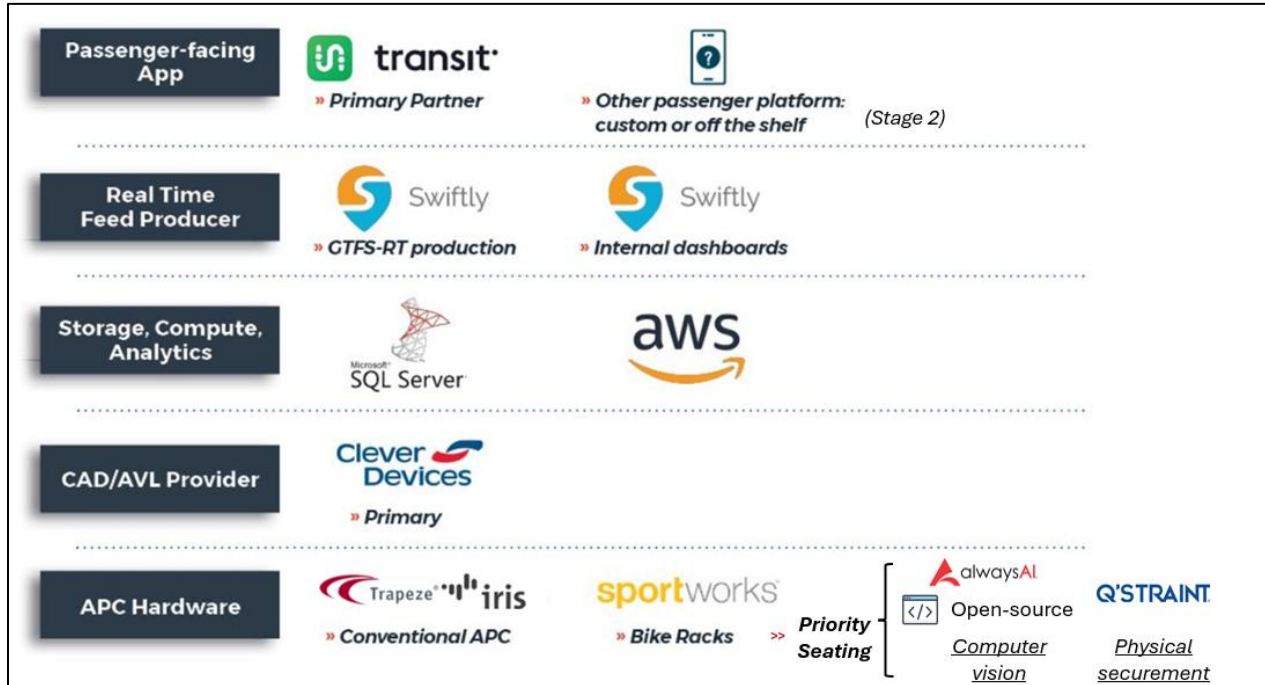 Passenger-facing
App
transit
» Primary Partner
?
» Other passenger platform:
custom or off the shelf
(Stage 2)
Real Time
Feed Producer
Swiftly
» GTFS-RT production
Swiftly
» Internal dashboards
Storage, Compute,
Analytics
Microsoft
SQL Server
aws
CAD/AVL Provider
Clever
Devices
» Primary
APC Hardware
Trapeze
iris
» Conventional APC
sportworks
» Bike Racks
>> Priority
Seating
alwaysAI
</> Open-source
Computer
vision
Q'STRAINT
Physical
securement